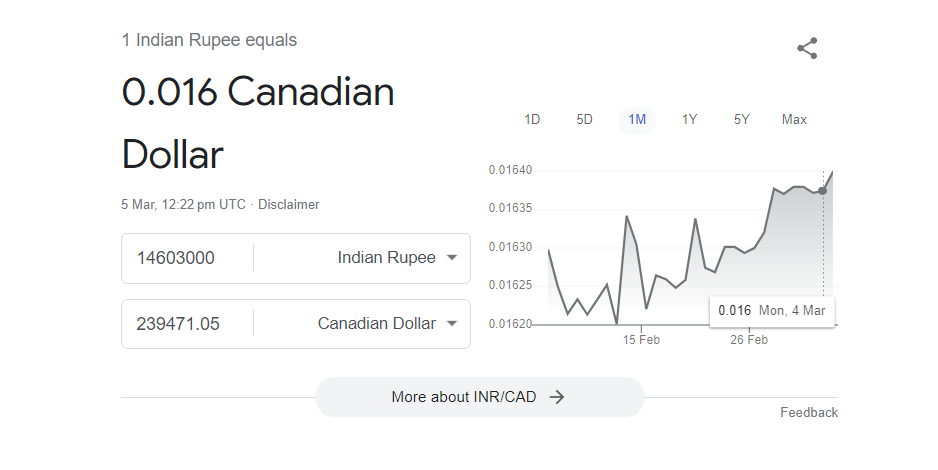 1 Indian Rupee equals
0.016 Canadian
Dollar
5 Mar, 12:22 pm UTC · Disclaimer
14603000 Indian Rupee
239471.05 Canadian Dollar
1D 5D 1M 1Y 5Y Max
0.01640
0.01635
0.01630
0.01625
0.01620
0.016 Mon, 4 Mar
15 Feb 26 Feb
More about INR/CAD
Feedback